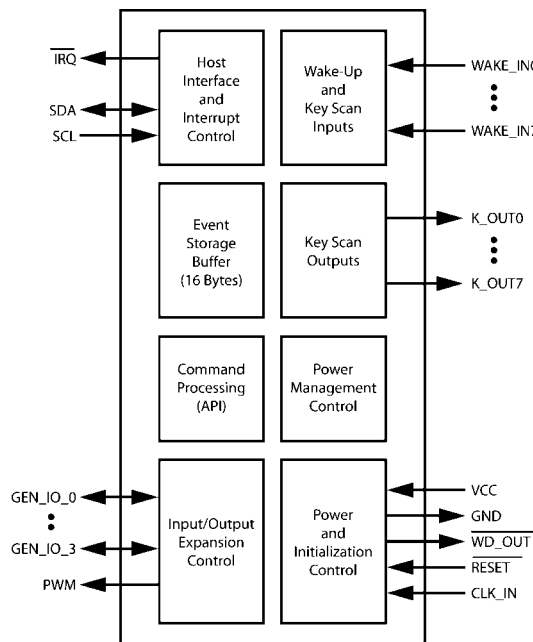 IRQ
SDA
SCL
Host
Interface
and
Interrupt
Control
Wake-Up
and
Key Scan
Inputs
WAKE_IN0
WAKE_IN7
Event
Storage
Buffer
(16 Bytes)
Key Scan
Outputs
K_OUT0
K_OUT7
Command
Processing
(API)
Power
Management
Control
GEN_IO_0
GEN_IO_3
PWM
Input/Output
Expansion
Control
Power
and
Initialization
Control
VCC
GND
WD_OUT
RESET
CLK_IN